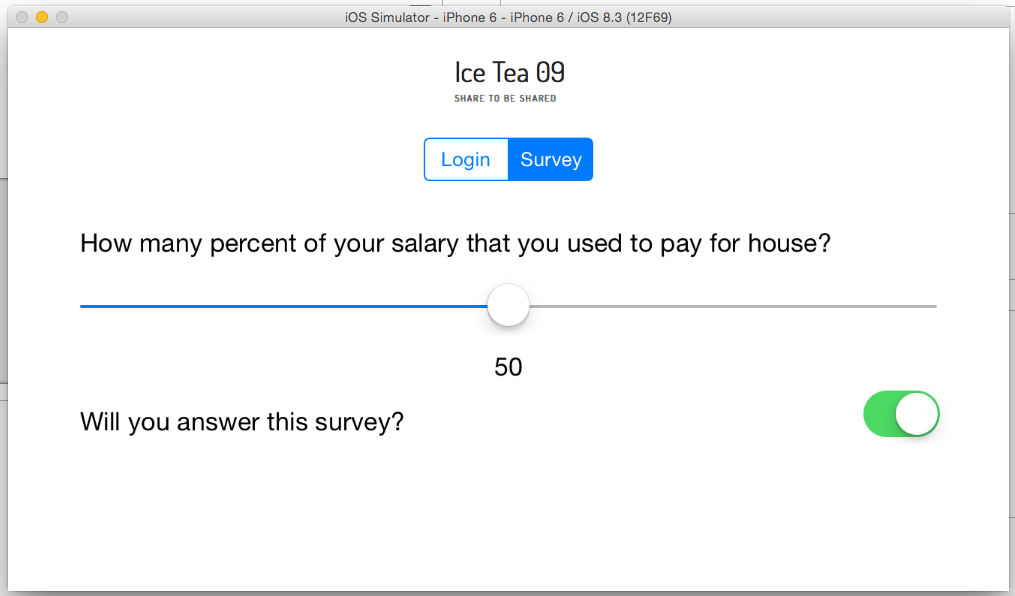 iOS Simulator - iPhone 6 - iPhone 6 / iOS 8.3 (12F69)
Ice Tea 09
SHARE TO BE SHARED
Login Survey
How many percent of your salary that you used to pay for house?
50
Will you answer this survey?